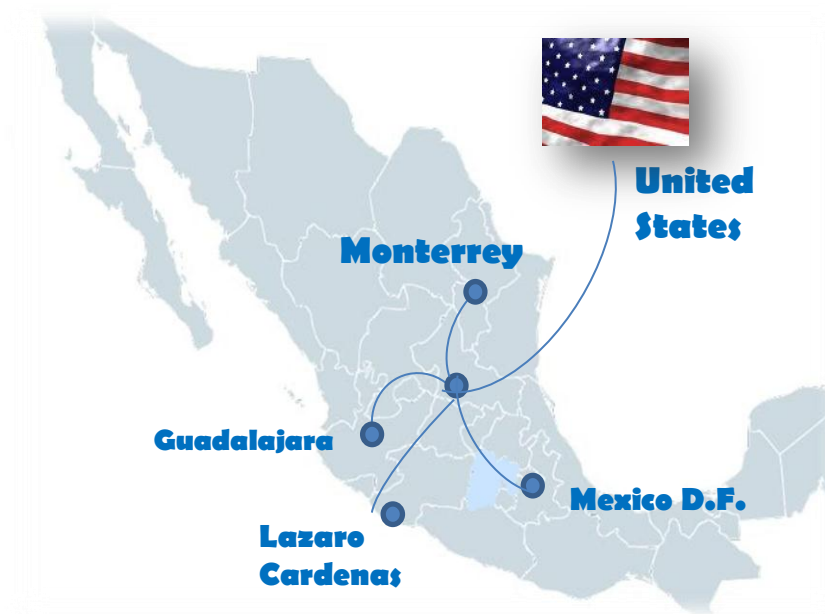 United
States
Monterrey
Guadalajara
Mexico D.F.
Lazaro
Cardenas